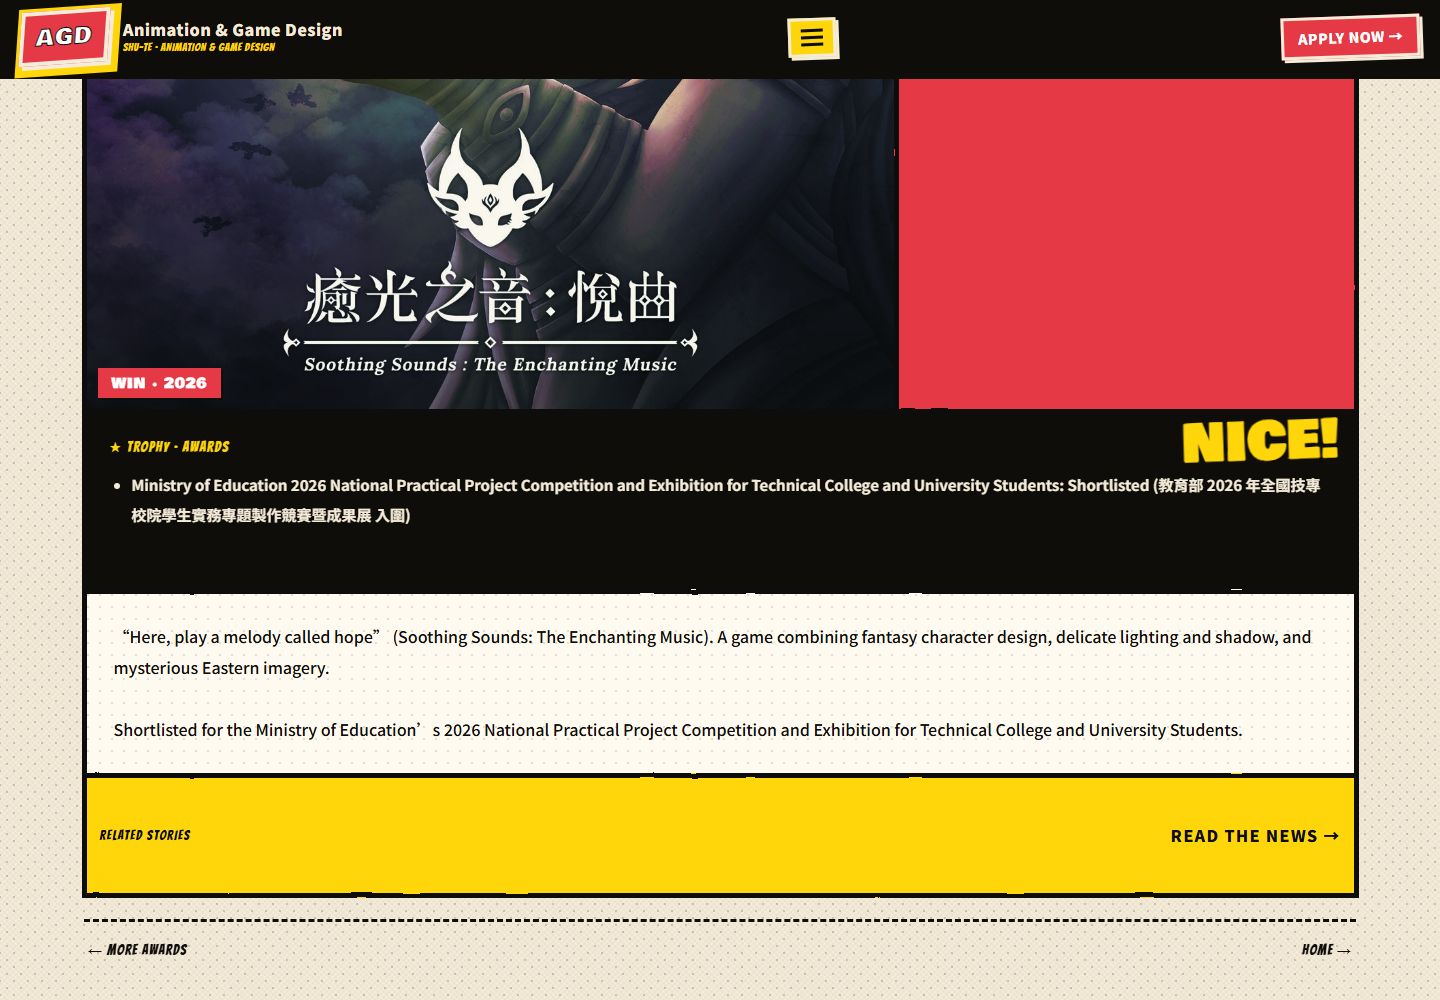 AGD
Animation & Game Design
SHU-TE · ANIMATION & GAME DESIGN
APPLY NOW →
癒光之音：悅曲
Soothing Sounds : The Enchanting Music
WIN · 2026
★ TROPHY · AWARDS
NICE!
• Ministry of Education 2026 National Practical Project Competition and Exhibition for Technical College and University Students: Shortlisted (教育部 2026 年全國技專
校院學生實務專題製作競賽暨成果展 入圍)
“Here, play a melody called hope” (Soothing Sounds: The Enchanting Music). A game combining fantasy character design, delicate lighting and shadow, and
mysterious Eastern imagery.
Shortlisted for the Ministry of Education’s 2026 National Practical Project Competition and Exhibition for Technical College and University Students.
RELATED STORIES
READ THE NEWS →
← MORE AWARDS
HOME →